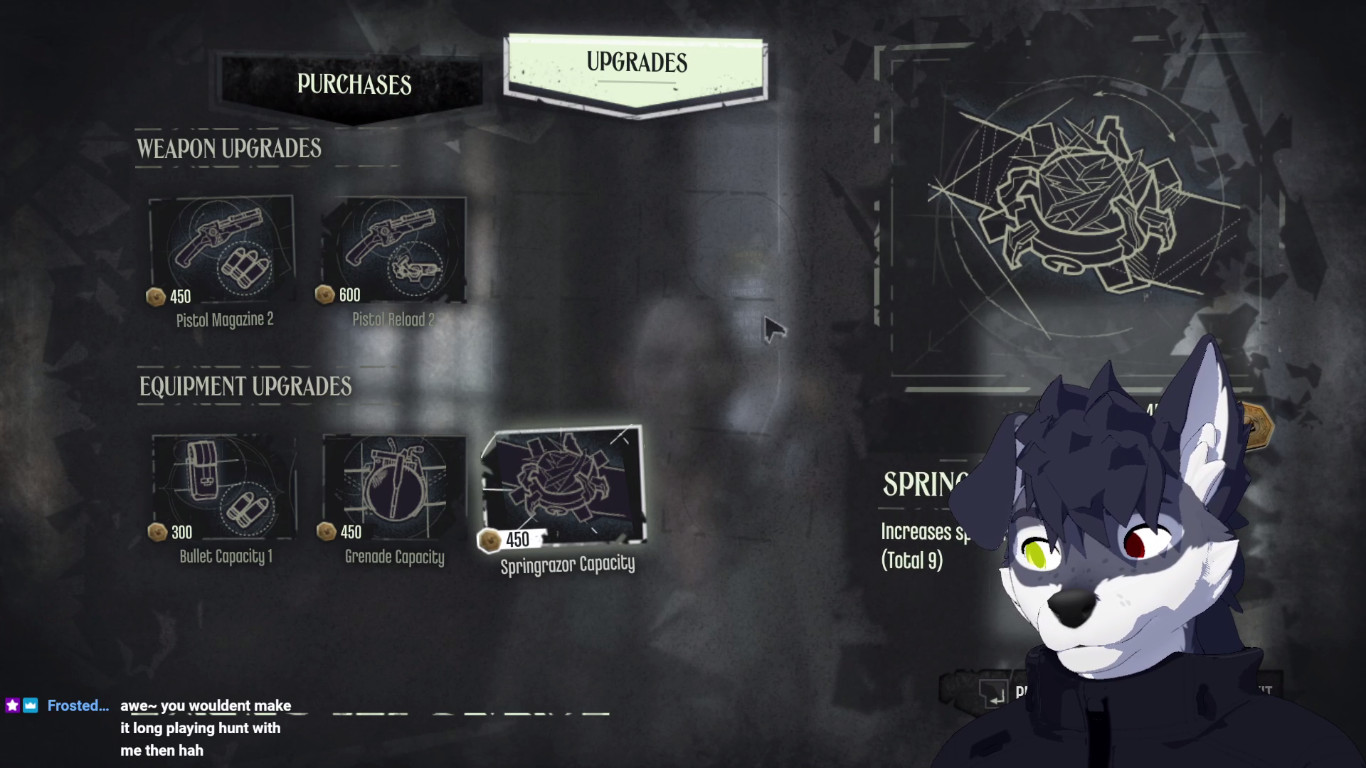 PURCHASES
UPGRADES
WEAPON UPGRADES
450
600
Pistol Magazine 2
Pistol Reload 2
EQUIPMENT UPGRADES
300
450
450
Bullet Capacity 1
Grenade Capacity
Springrazor Capacity
SPRING
Increases sp
(Total 9)
Frosted...
awe~ you wouldent make
it long playing hunt with
me then hah